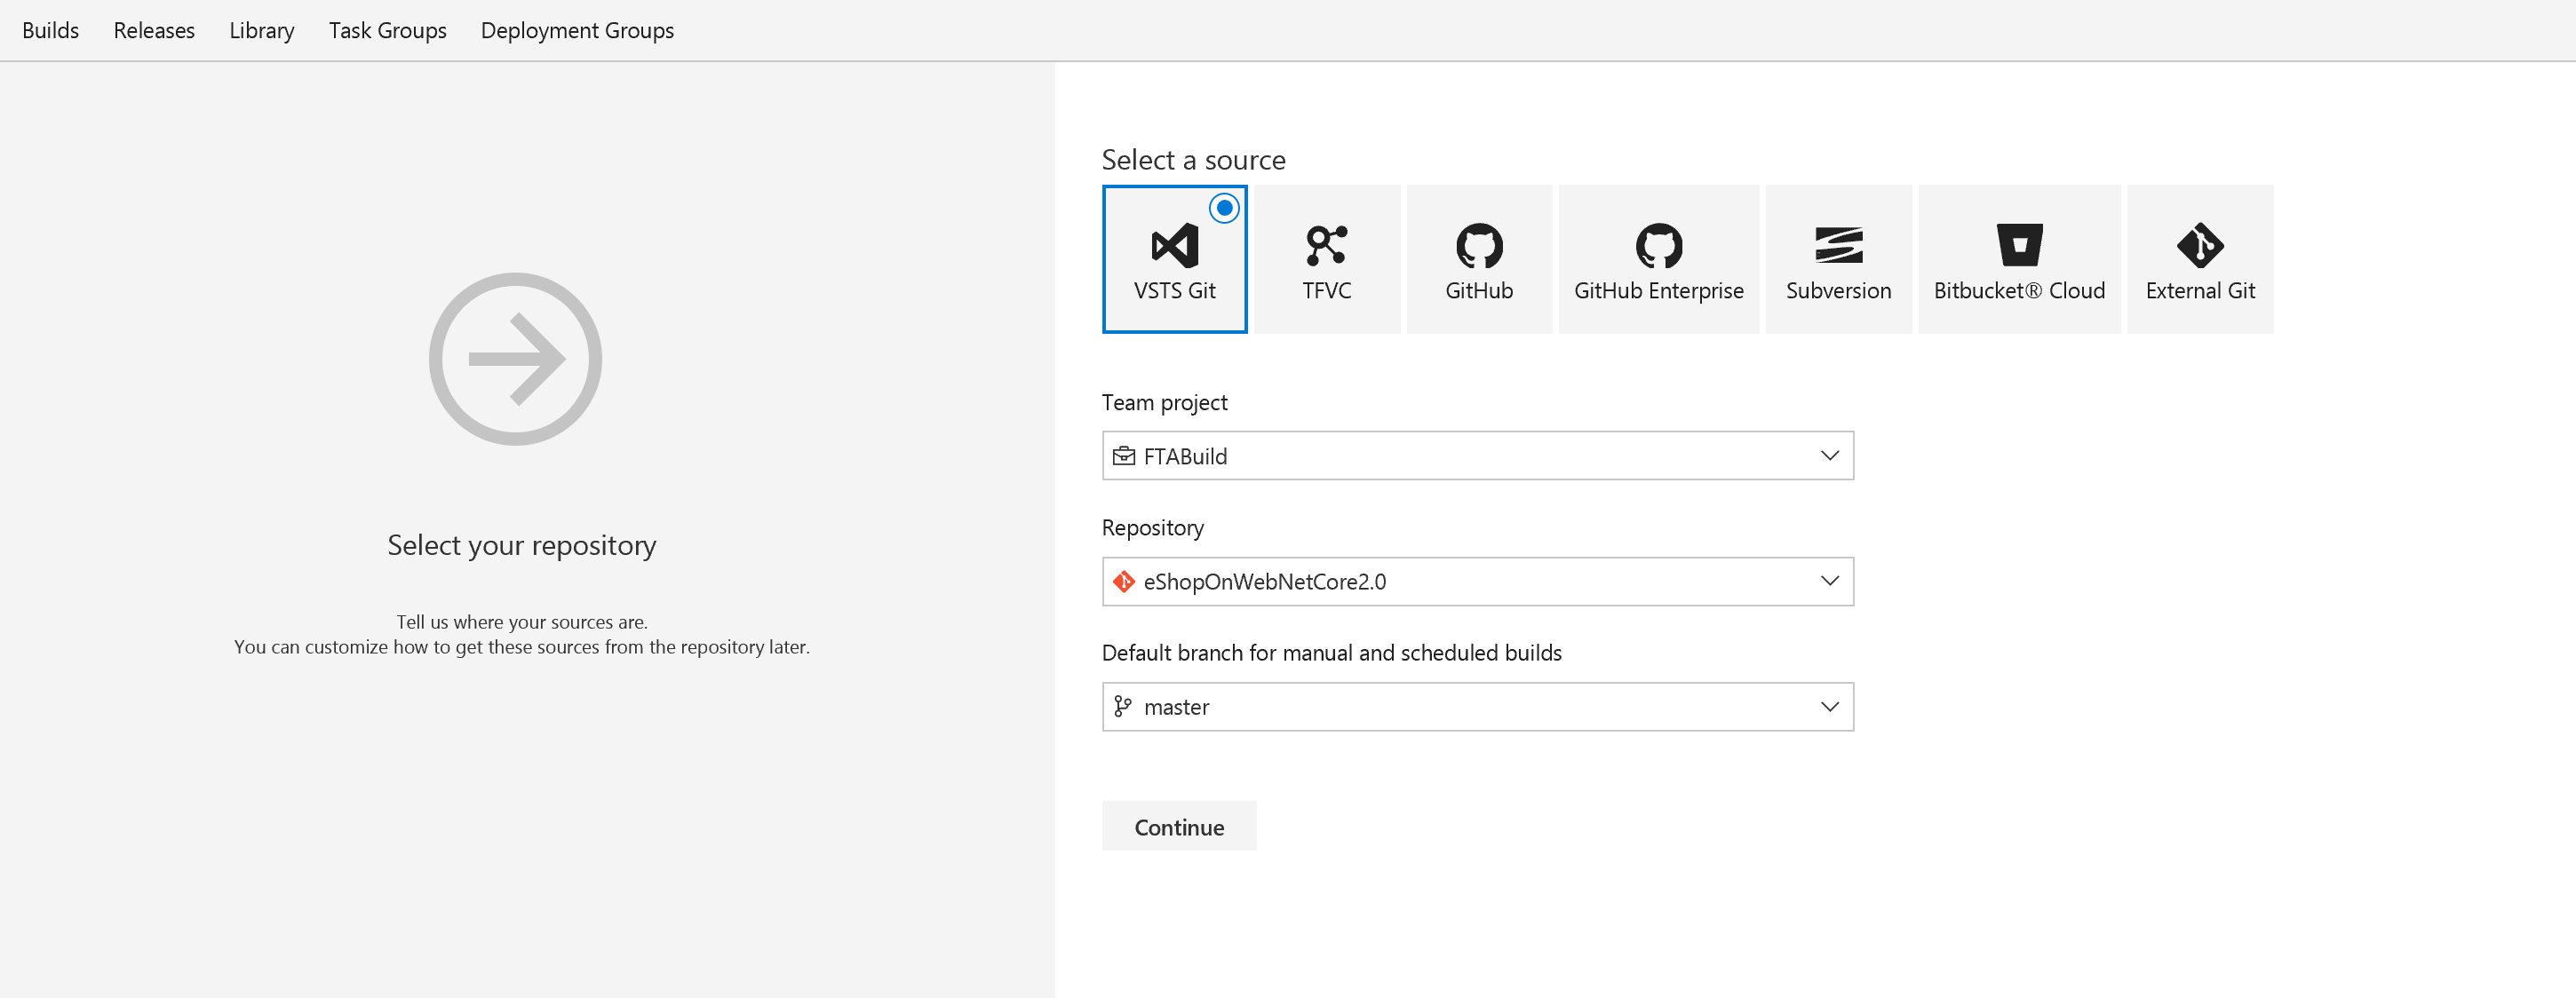 Builds Releases Library Task Groups Deployment Groups
Select your repository
Tell us where your sources are.
You can customize how to get these sources from the repository later.
Select a source
VSTS Git TFVC GitHub GitHub Enterprise Subversion Bitbucket® Cloud External Git
Team project
FTABuild
Repository
eShopOnWebNetCore2.0
Default branch for manual and scheduled builds
master
Continue